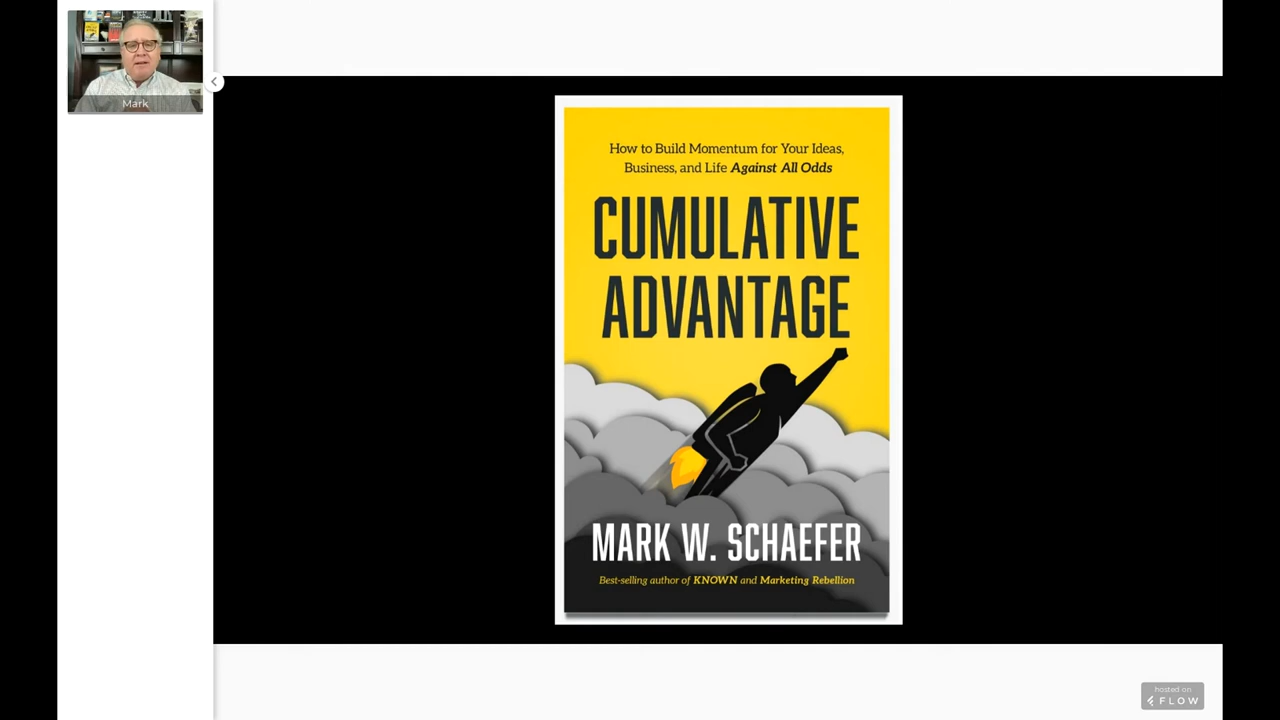 Mark
How to Build Momentum for Your Ideas,
Business, and Life Against All Odds
CUMULATIVE
ADVANTAGE
MARK W. SCHAEFER
Best-selling author of KNOWN and Marketing Rebellion
hosted on
FLOW